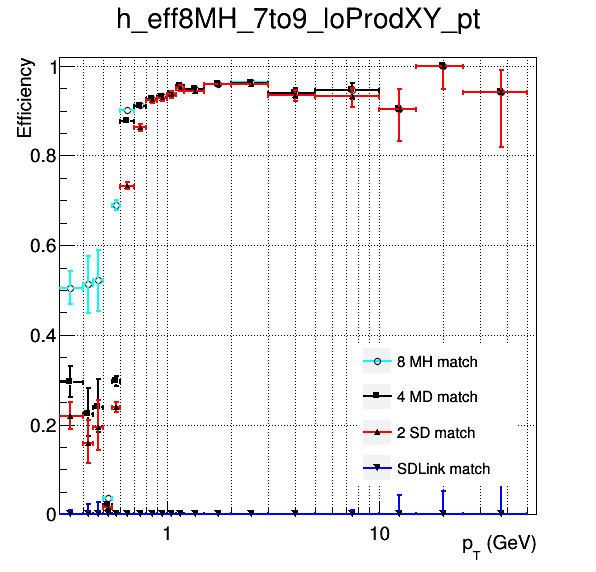 h_eff8MH_7to9_loProdXY_pt
Efficiency
1
0.8
0.6
0.4
0.2
0
8 MH match
4 MD match
2 SD match
SDLink match
1
10
p_T (GeV)